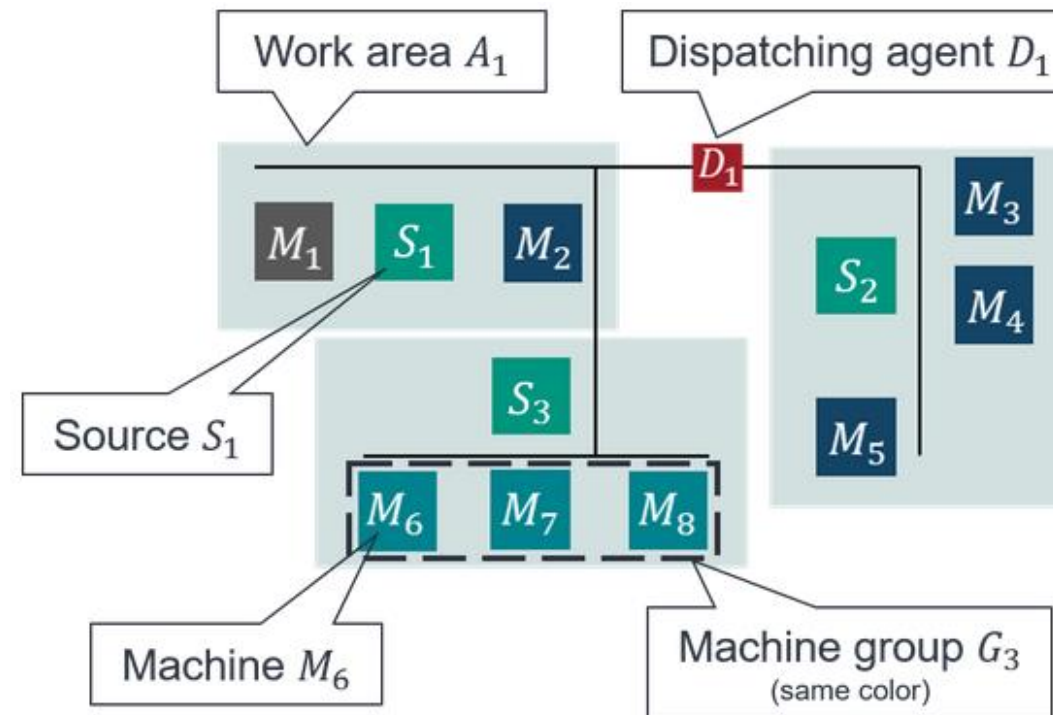 Work area A₁
Dispatching agent D₁
D₁
M₃
M₁ S₁ M₂
S₂
M₄
S₃
Source S₁
M₅
M₆ M₇ M₈
Machine M₆
Machine group G₃
(same color)